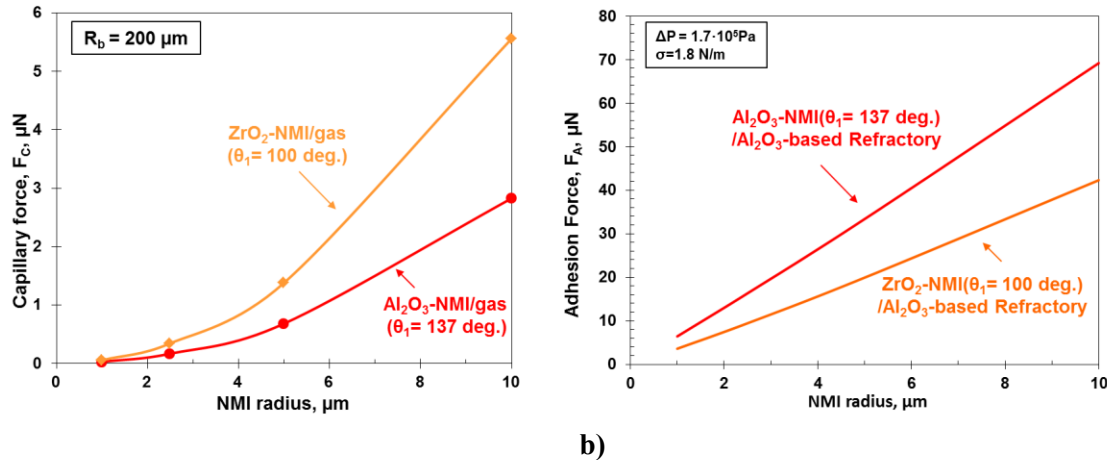 R_b = 200 µm
Capillary force, F_C, µN
6
5
4
3
2
1
0
ZrO₂-NMI/gas
(θ₁= 100 deg.)
Al₂O₃-NMI/gas
(θ₁= 137 deg.)
0 2 4 6 8 10
NMI radius, µm
ΔP = 1.7·10⁵Pa
σ=1.8 N/m
Adhesion Force, F_A, µN
80
70
60
50
40
30
20
10
0
Al₂O₃-NMI(θ₁= 137 deg.)
/Al₂O₃-based Refractory
ZrO₂-NMI(θ₁= 100 deg.)
/Al₂O₃-based Refractory
0 2 4 6 8 10
NMI radius, µm
b)